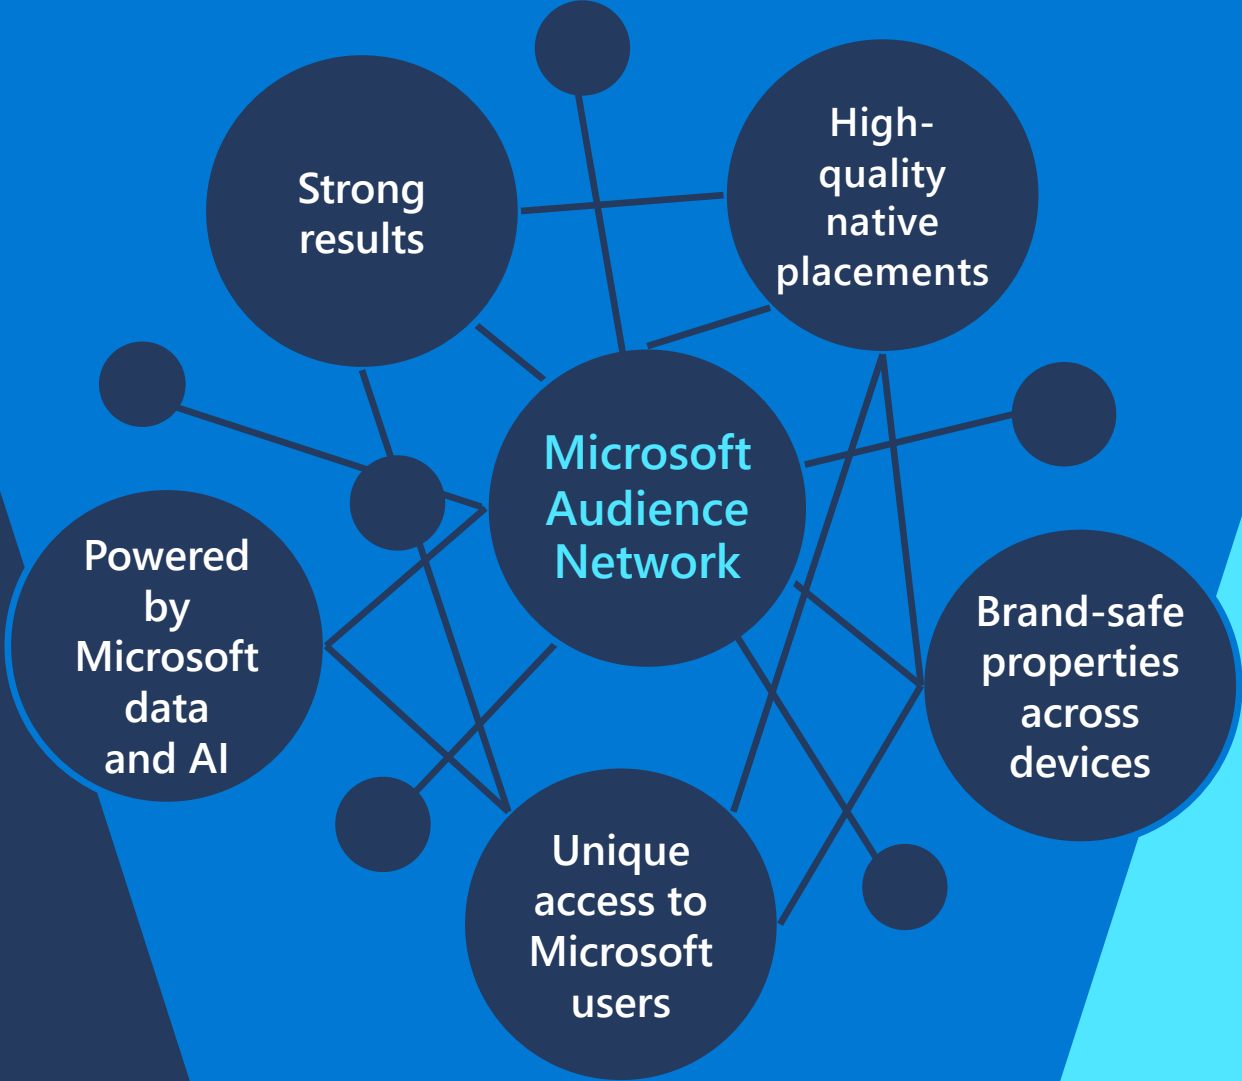 Strong
results
High-
quality
native
placements
Microsoft
Audience
Network
Powered
by
Microsoft
data
and AI
Brand-safe
properties
across
devices
Unique
access to
Microsoft
users